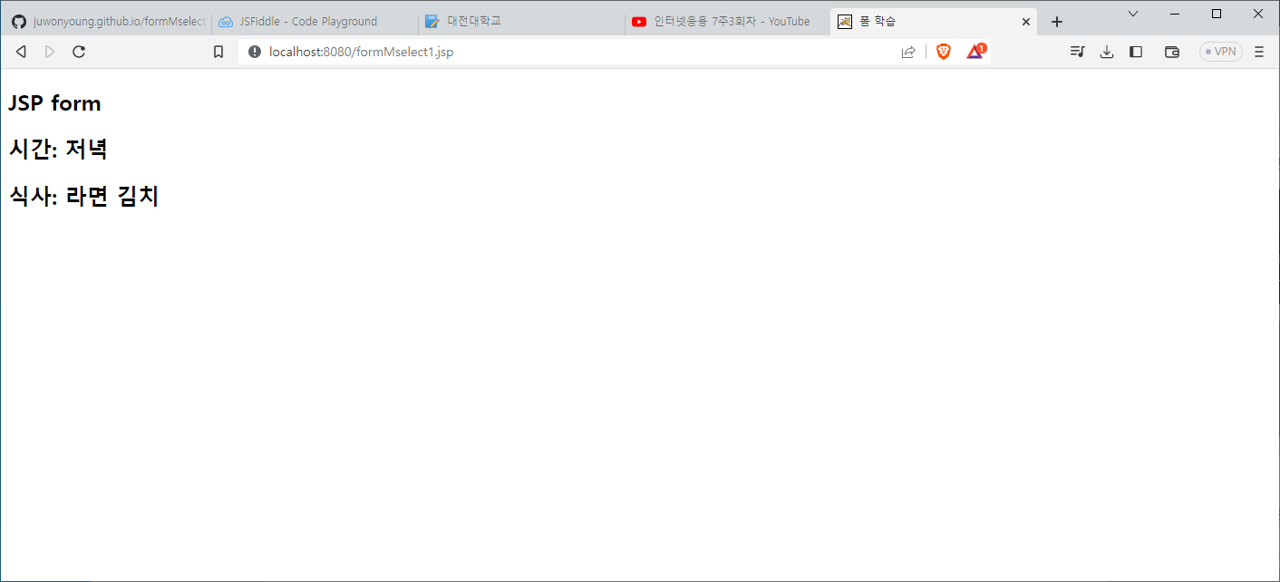 juwonyoung.github.io/formMselect
JSFiddle - Code Playground
대전대학교
인터넷응용 7주3회차 - YouTube
폼 학습
localhost:8080/formMselect1.jsp
1
VPN
JSP form
시간: 저녁
식사: 라면 김치